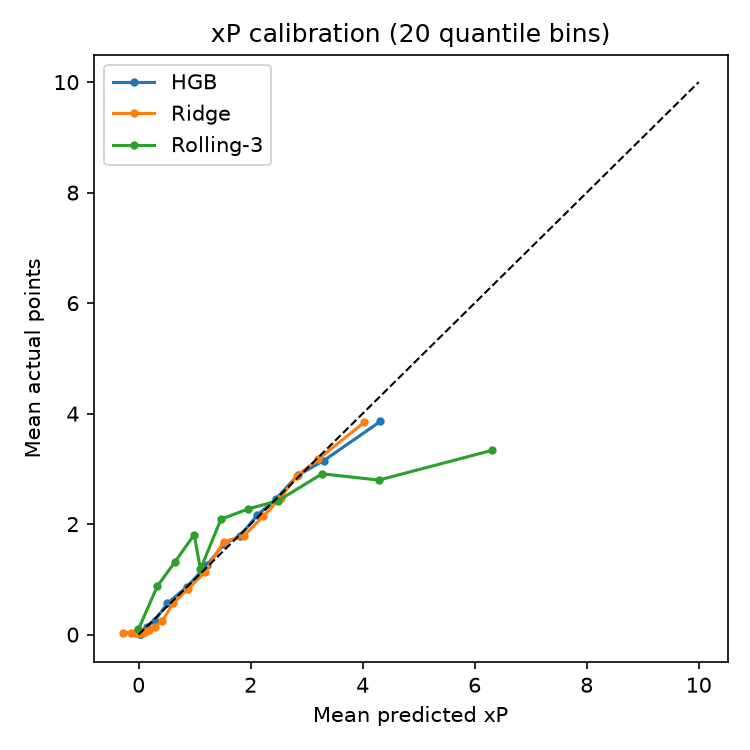 xP calibration (20 quantile bins)
HGB
Ridge
Rolling-3
10
8
6
4
2
0
Mean actual points
0 2 4 6 8 10
Mean predicted xP